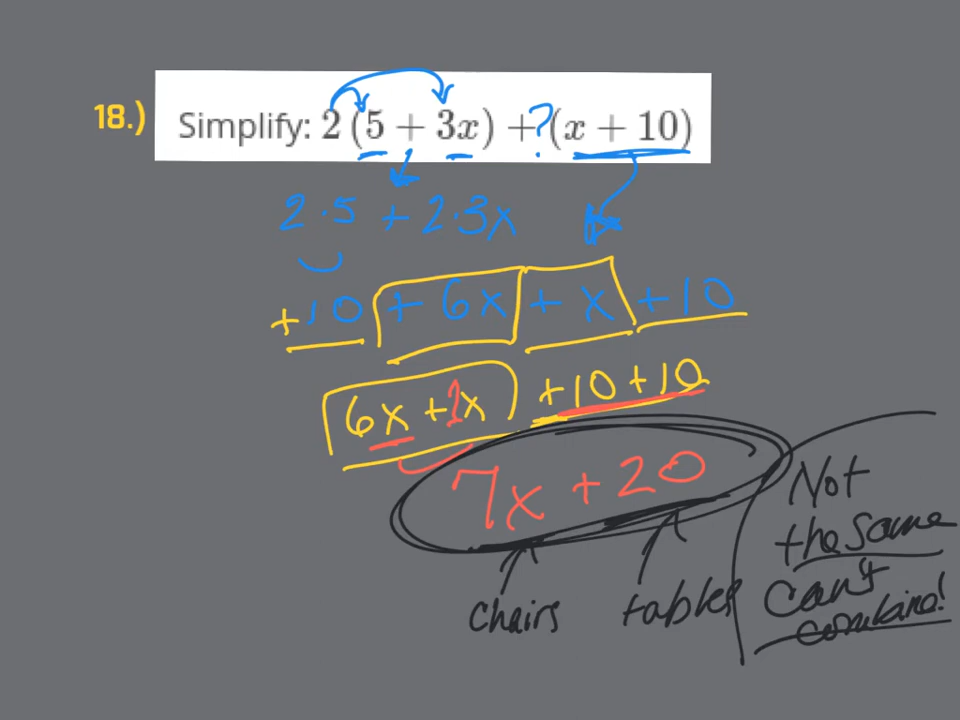 18.) Simplify: 2(5 + 3x) +?(x + 10)
2·5 + 2·3x
+10 + 6x + x +10
6x + 1x +10 +10
7x + 20
Not
the same
can't
combine!
chairs tables